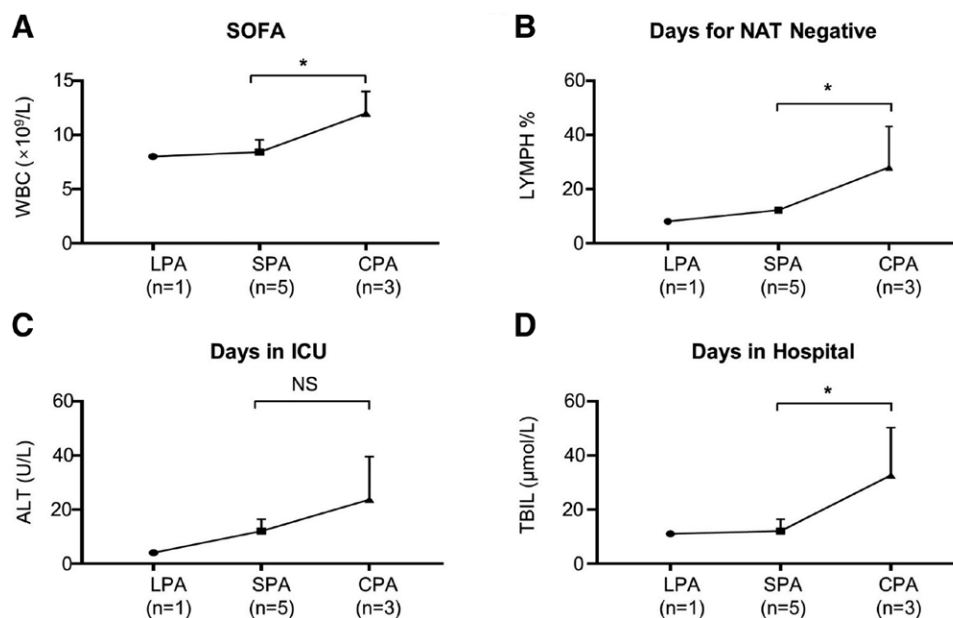 A
SOFA
WBC (×10⁹/L)
15
10
5
0
*
LPA
(n=1)
SPA
(n=5)
CPA
(n=3)
B
Days for NAT Negative
LYMPH %
60
40
20
0
*
LPA
(n=1)
SPA
(n=5)
CPA
(n=3)
C
Days in ICU
ALT (U/L)
60
40
20
0
NS
LPA
(n=1)
SPA
(n=5)
CPA
(n=3)
D
Days in Hospital
TBIL (μmol/L)
60
40
20
0
*
LPA
(n=1)
SPA
(n=5)
CPA
(n=3)